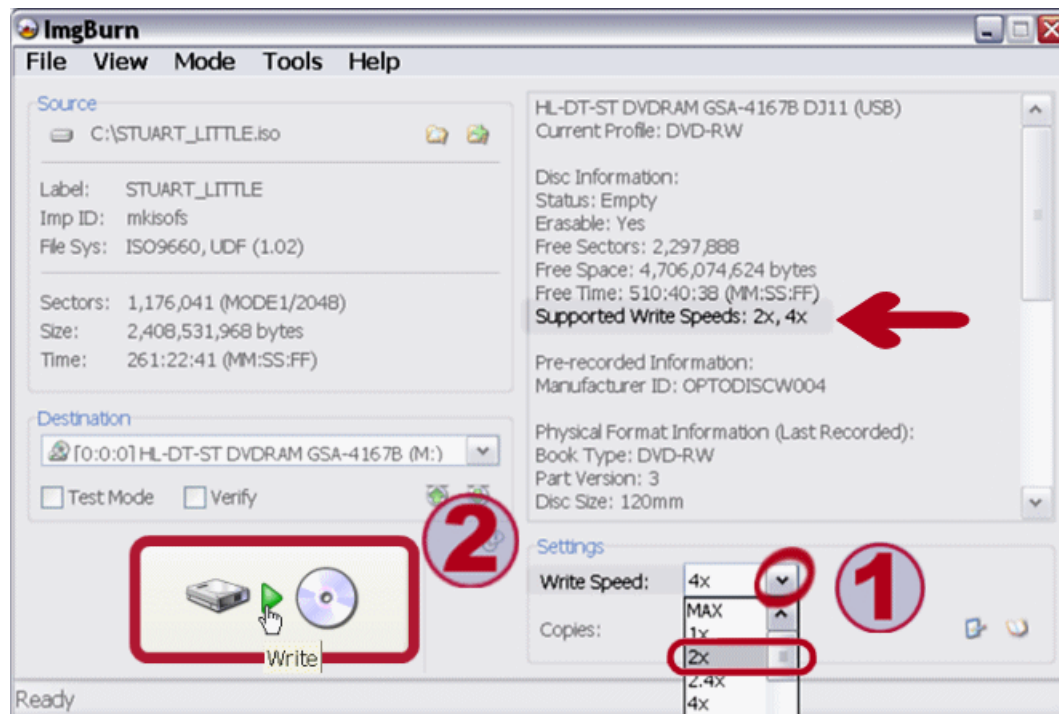 ImgBurn
File View Mode Tools Help
Source
C:\STUART_LITTLE.iso
Label: STUART_LITTLE
Imp ID: mkisofs
File Sys: ISO9660, UDF (1.02)
Sectors: 1,176,041 (MODE1/2048)
Size: 2,408,531,968 bytes
Time: 261:22:41 (MM:SS:FF)
Destination
[0:0:0] HL-DT-ST DVDRAM GSA-4167B (M:)
Test Mode Verify
2
Write
HL-DT-ST DVDRAM GSA-4167B DJ11 (USB)
Current Profile: DVD-RW
Disc Information:
Status: Empty
Erasable: Yes
Free Sectors: 2,297,888
Free Space: 4,706,074,624 bytes
Free Time: 510:40:38 (MM:SS:FF)
Supported Write Speeds: 2x, 4x
Pre-recorded Information:
Manufacturer ID: OPTODISCW004
Physical Format Information (Last Recorded):
Book Type: DVD-RW
Part Version: 3
Disc Size: 120mm
Settings
Write Speed: 4x
1
MAX
1x
Copies:
2x
2.4x
4x
Ready